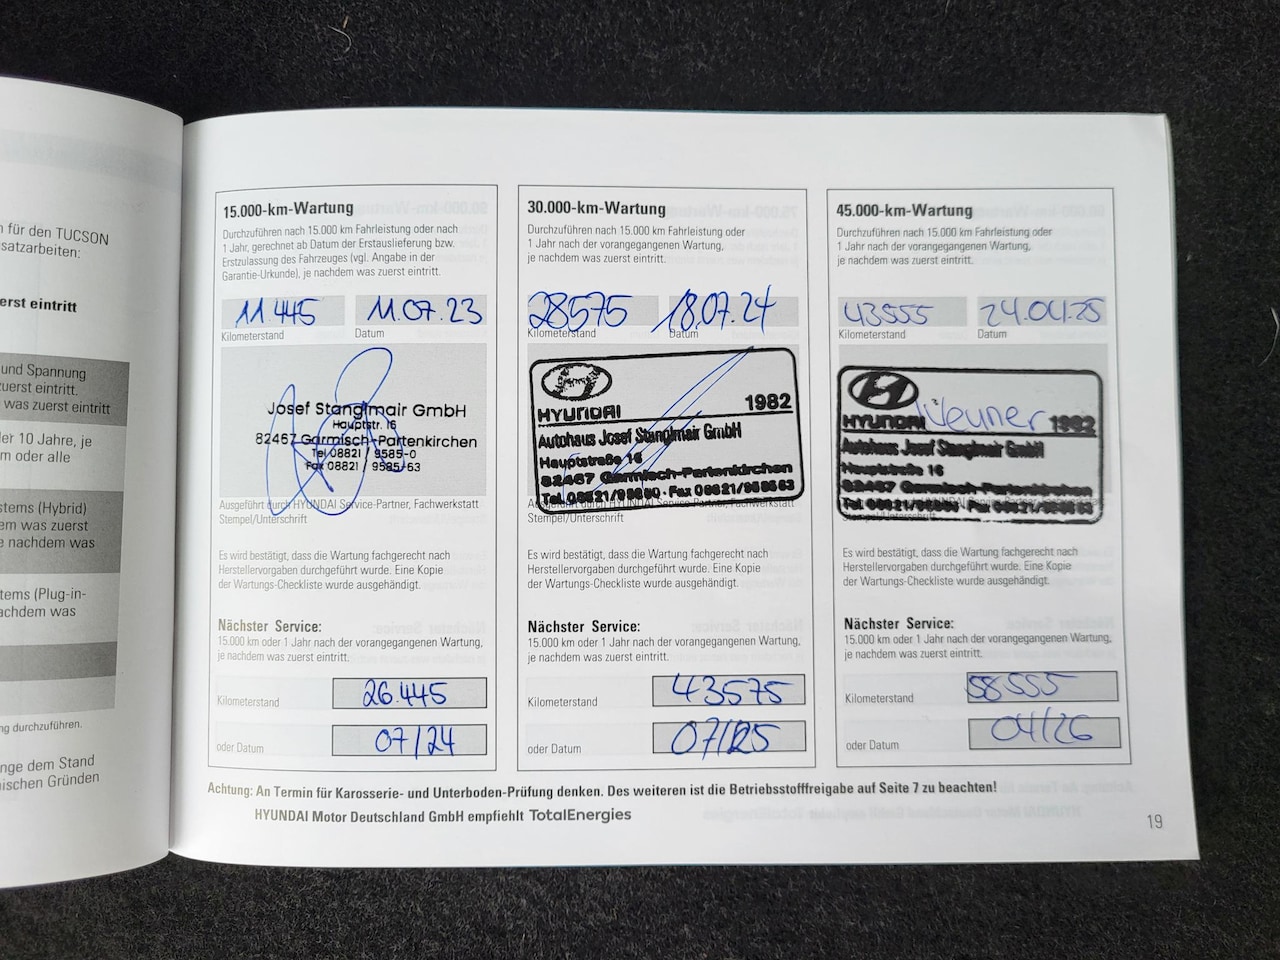 n für den TUCSON
satzarbeiten:
erst eintritt
und Spannung
zuerst eintritt.
was zuerst eintritt
er 10 Jahre, je
m oder alle
stems (Hybrid)
em was zuerst
e nachdem was
tems (Plug-in-
achdem was
ng durchzuführen.
nge dem Stand
nischen Gründen
15.000-km-Wartung
Durchzuführen nach 15.000 km Fahrleistung oder nach
1 Jahr, gerechnet ab Datum der Erstauslieferung bzw.
Erstzulassung des Fahrzeuges (vgl. Angabe in der
Garantie-Urkunde), je nachdem was zuerst eintritt.
11445 11.07.23
Kilometerstand Datum
Josef Stanglmair GmbH
Hauptstr. 16
82467 Garmisch-Partenkirchen
Tel 08821 / 9585-0
Fax 08821 / 9585-63
Ausgeführt durch HYUNDAI Service-Partner, Fachwerkstatt
Stempel/Unterschrift
Es wird bestätigt, dass die Wartung fachgerecht nach
Herstellervorgaben durchgeführt wurde. Eine Kopie
der Wartungs-Checkliste wurde ausgehändigt.
Nächster Service:
15.000 km oder 1 Jahr nach der vorangegangenen Wartung,
je nachdem was zuerst eintritt.
Kilometerstand 26.445
oder Datum 07/24
30.000-km-Wartung
Durchzuführen nach 15.000 km Fahrleistung oder
1 Jahr nach der vorangegangenen Wartung,
je nachdem was zuerst eintritt.
28575 18.07.24
Kilometerstand Datum
HYUNDAI 1982
Autohaus Josef Stanglmair GmbH
Hauptstraße 16
82467 Garmisch-Partenkirchen
Ausgeführt durch HYUNDAI Service-Partner, Fachwerkstatt
Stempel/Unterschrift
Es wird bestätigt, dass die Wartung fachgerecht nach
Herstellervorgaben durchgeführt wurde. Eine Kopie
der Wartungs-Checkliste wurde ausgehändigt.
Nächster Service:
15.000 km oder 1 Jahr nach der vorangegangenen Wartung,
je nachdem was zuerst eintritt.
Kilometerstand 43575
oder Datum 07/25
45.000-km-Wartung
Durchzuführen nach 15.000 km Fahrleistung oder
1 Jahr nach der vorangegangenen Wartung,
je nachdem was zuerst eintritt.
43555 24.04.25
Kilometerstand Datum
HYUNDAI 1982
Autohaus Josef Stanglmair GmbH
Hauptstraße 16
82467 Garmisch-Partenkirchen
Stempel/Unterschrift
Es wird bestätigt, dass die Wartung fachgerecht nach
Herstellervorgaben durchgeführt wurde. Eine Kopie
der Wartungs-Checkliste wurde ausgehändigt.
Nächster Service:
15.000 km oder 1 Jahr nach der vorangegangenen Wartung,
je nachdem was zuerst eintritt.
Kilometerstand 58555
oder Datum 04/26
Achtung: An Termin für Karosserie- und Unterboden-Prüfung denken. Des weiteren ist die Betriebsstofffreigabe auf Seite 7 zu beachten!
HYUNDAI Motor Deutschland GmbH empfiehlt TotalEnergies
19